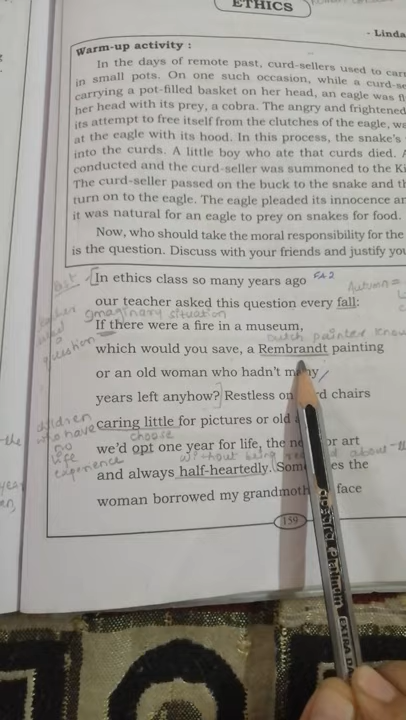 ETHICS
- Linda
Warm-up activity :
In the days of remote past, curd-sellers used to
in small pots. On one such occasion, while a
carrying a pot-filled basket on her head, an eagle was
her head with its prey, a cobra. The angry and frightened
its attempt to free itself from the clutches of the eagle,
at the eagle with his hood. In this process, the snake's
into the curds. A little boy who ate that curds died.
conducted and the curd-seller was summoned to the
The curd-seller passed on the buck to the snake and
turn on to the eagle. The eagle pleaded its innocence
it was natural for an eagle to prey on snakes for food.
Now, who should take the moral responsibility for the
is the question. Discuss with your friends and justify
In ethics class so many years ago
our teacher asked this question every fall:
Autumn =
imaginary situation
If there were a fire in a museum,
question
painter
which would you save, a Rembrandt painting
or an old woman who hadn't many
years left anyhow? Restless on chairs
children
caring little for pictures or old
who have
choose
no
we'd opt one year for life, the or art
life
without being about
experience
and always half-heartedly. the
woman borrowed my face
159
Platinum EXTRA